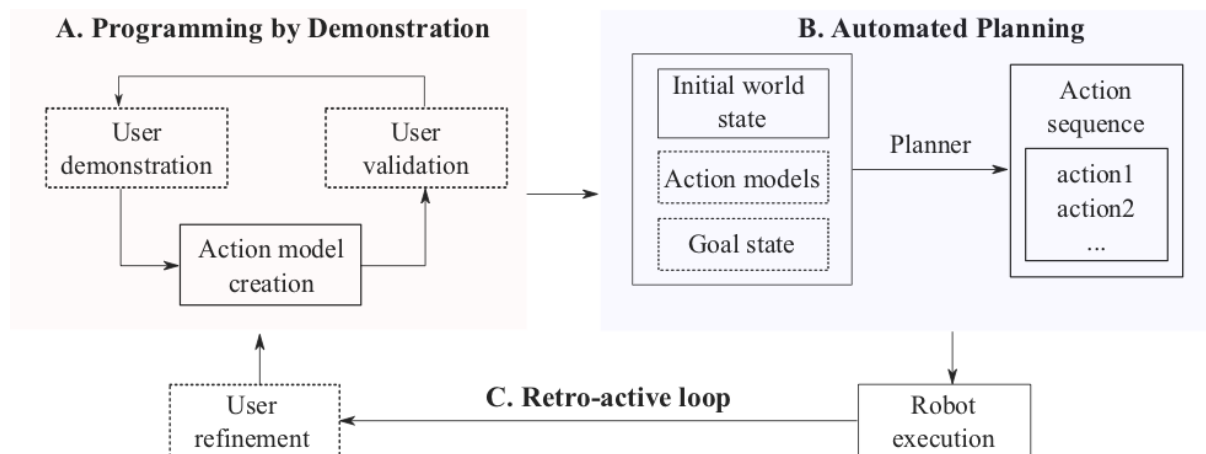 A. Programming by Demonstration
User
demonstration
User
validation
Action model
creation
B. Automated Planning
Initial world
state
Action models
Goal state
Planner
Action
sequence
action1
action2
...
C. Retro-active loop
User
refinement
Robot
execution